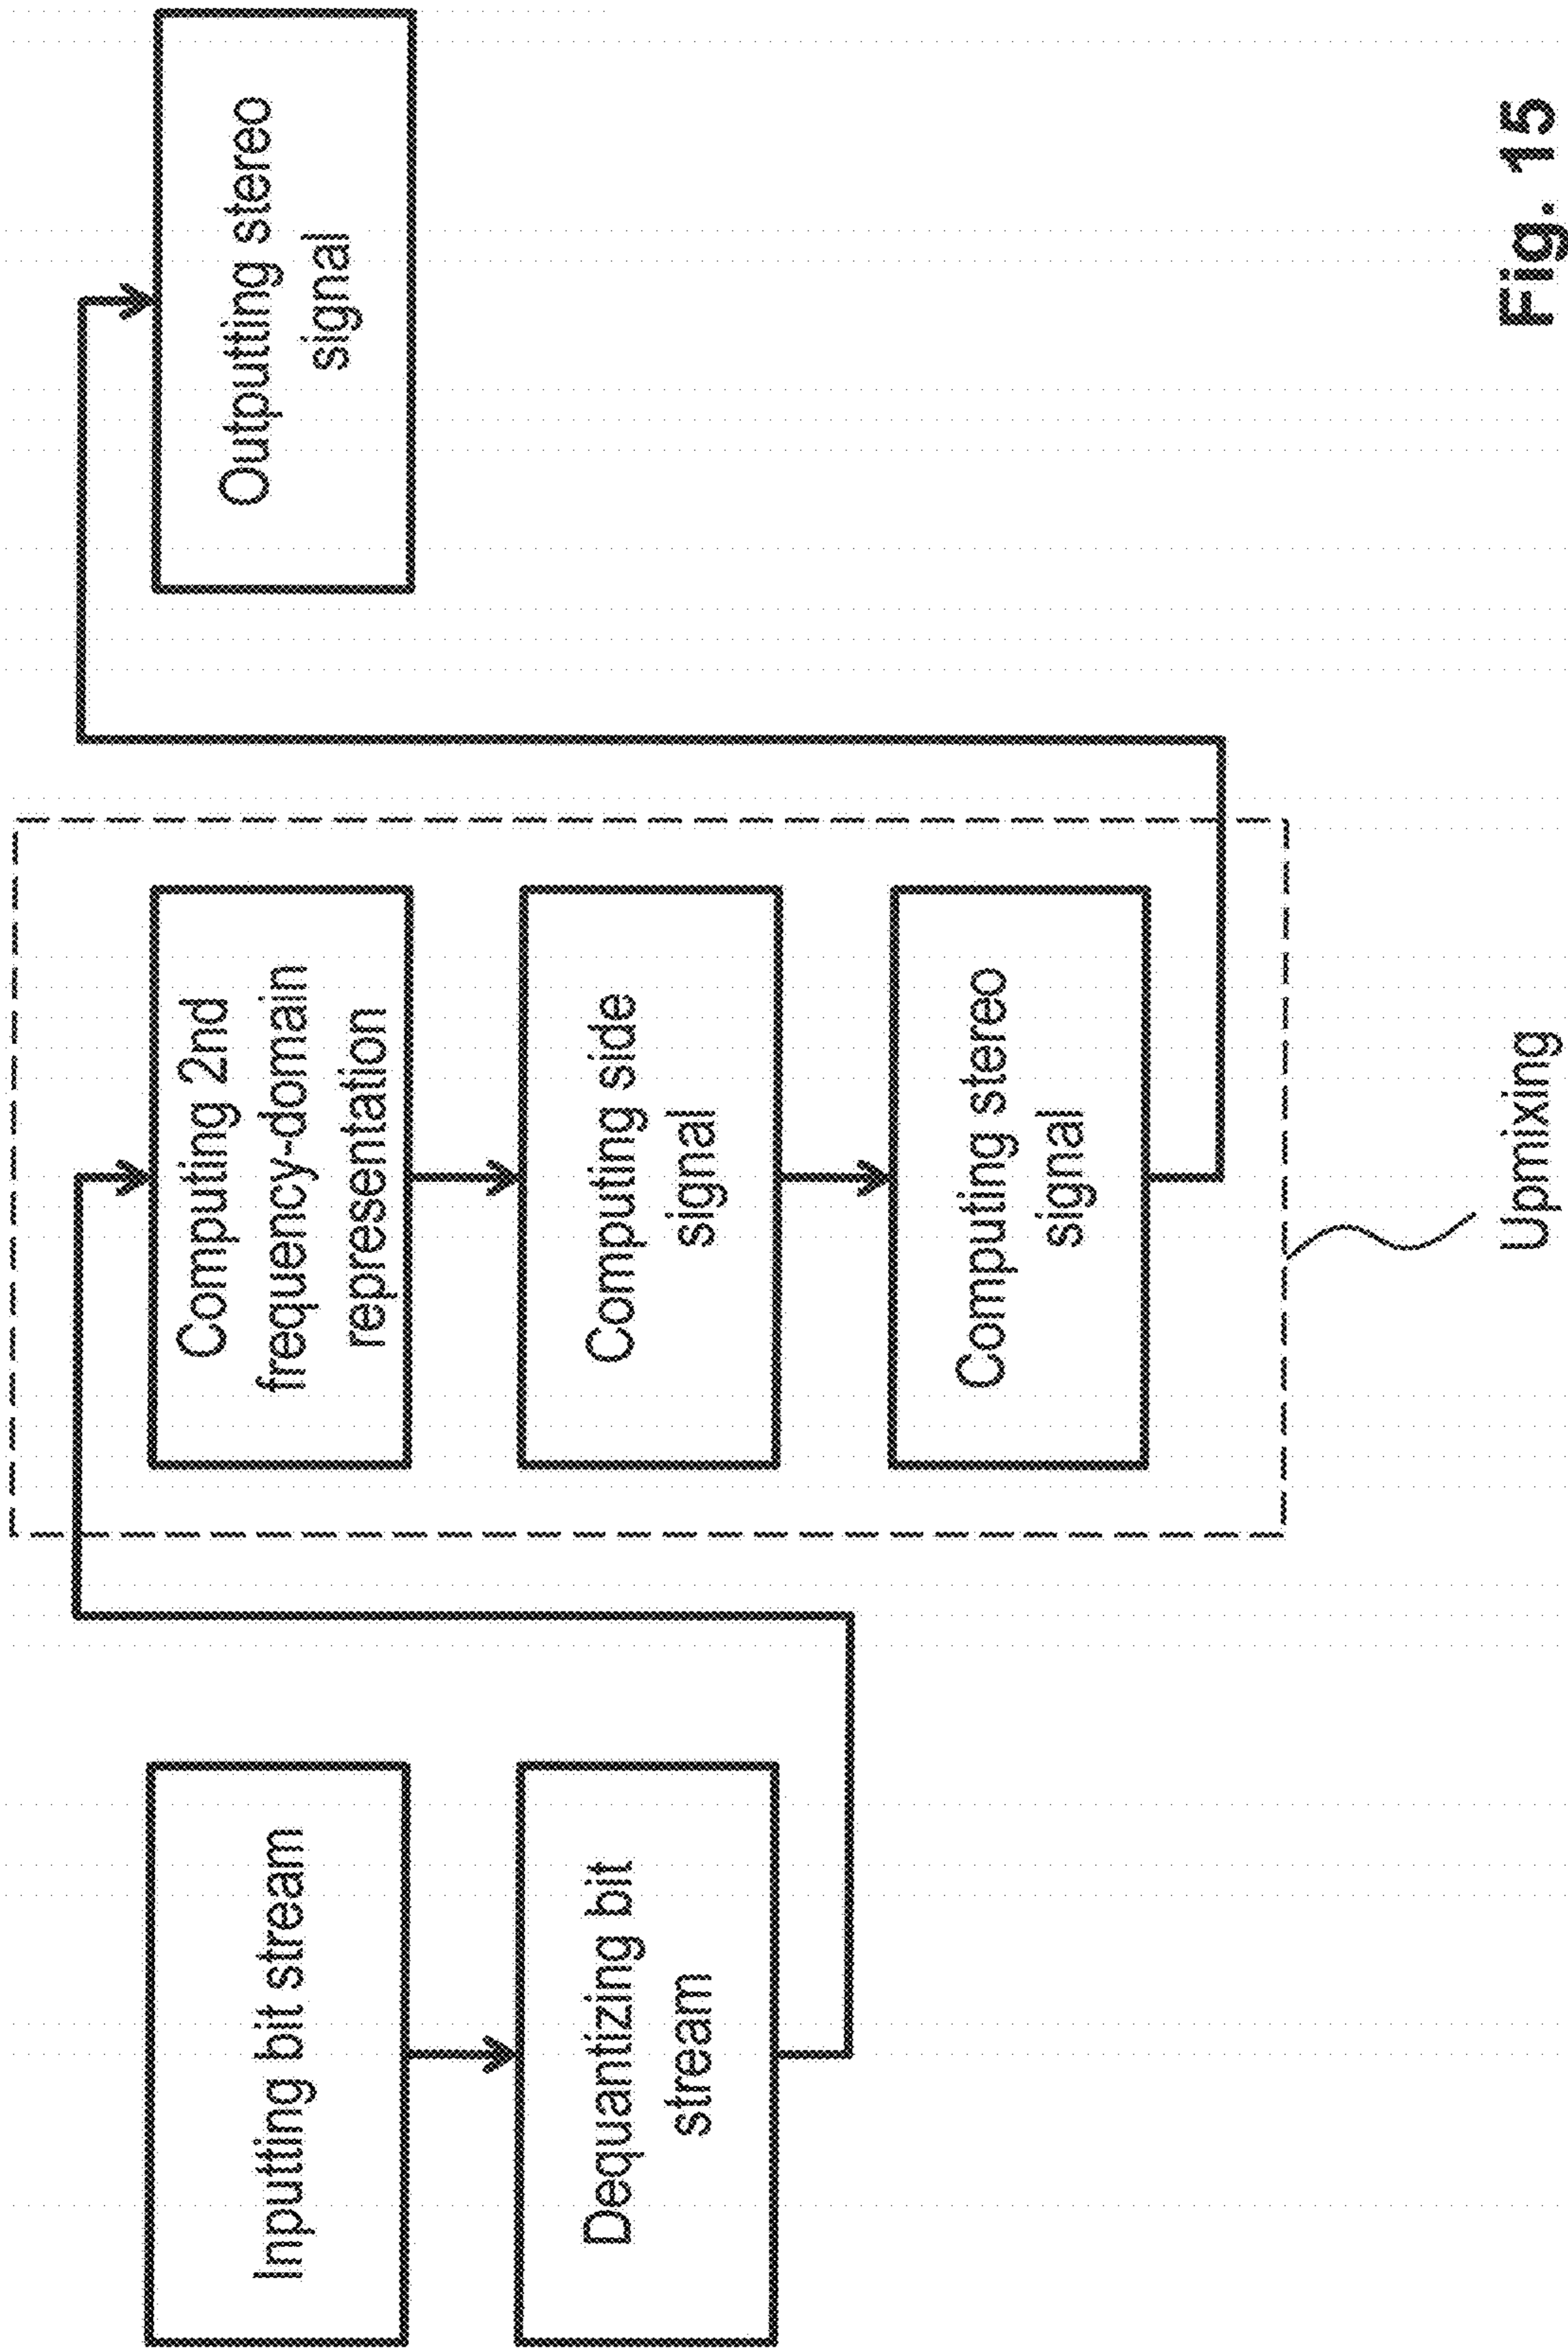 Inputting bit stream
Dequantizing bit
stream
Computing 2nd
frequency-domain
representation
Computing side
signal
Computing stereo
signal
Upmixing
Outputting stereo
signal
Fig. 15